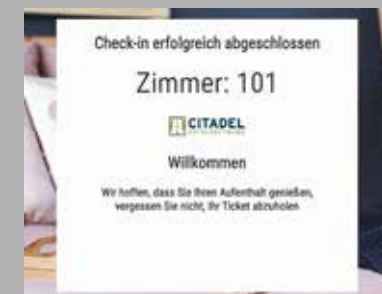 Check-in erfolgreich abgeschlossen
Zimmer: 101
CITADEL
Willkommen
Wir hoffen, dass Sie Ihren Aufenthalt genießen,
vergessen Sie nicht, Ihr Ticket abzuholen